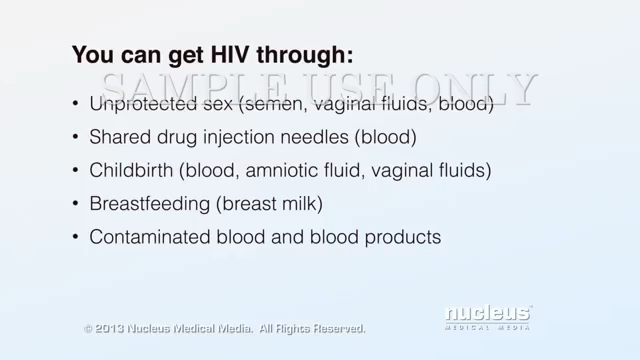 You can get HIV through:
SAMPLE USE ONLY
• Unprotected sex (semen, vaginal fluids, blood)
• Shared drug injection needles (blood)
• Childbirth (blood, amniotic fluid, vaginal fluids)
• Breastfeeding (breast milk)
• Contaminated blood and blood products
nucleus
MEDICAL MEDIA
© 2013 Nucleus Medical Media. All Rights Reserved.